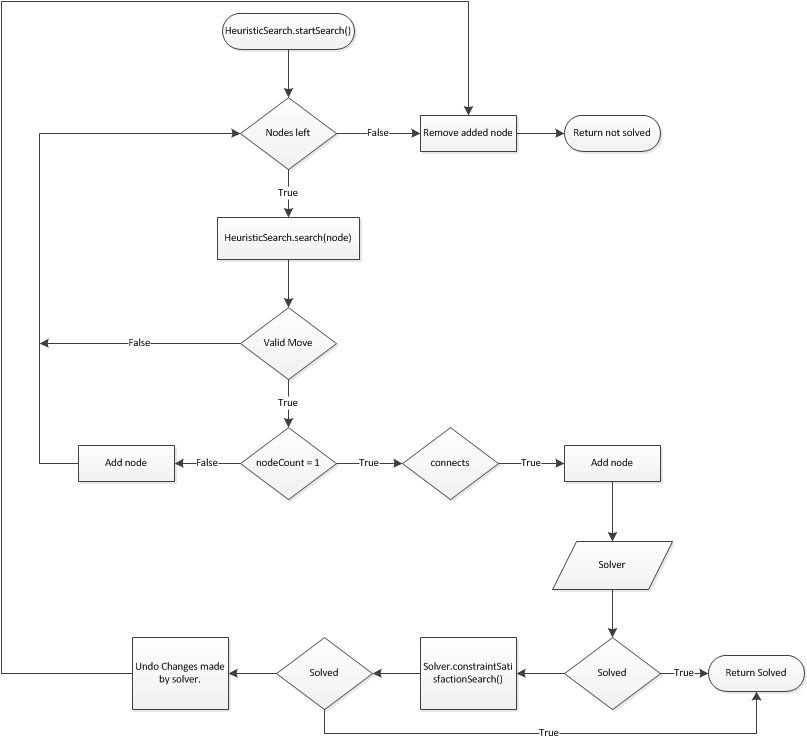 HeuristicSearch.startSearch()
Nodes left
False
Remove added node
Return not solved
True
HeuristicSearch.search(node)
False
Valid Move
True
Add node
False
nodeCount = 1
True
connects
True
Add node
Solver
Undo Changes made
by solver.
Solved
Solver.constraintSati
sfactionSearch()
Solved
True
Return Solved
True